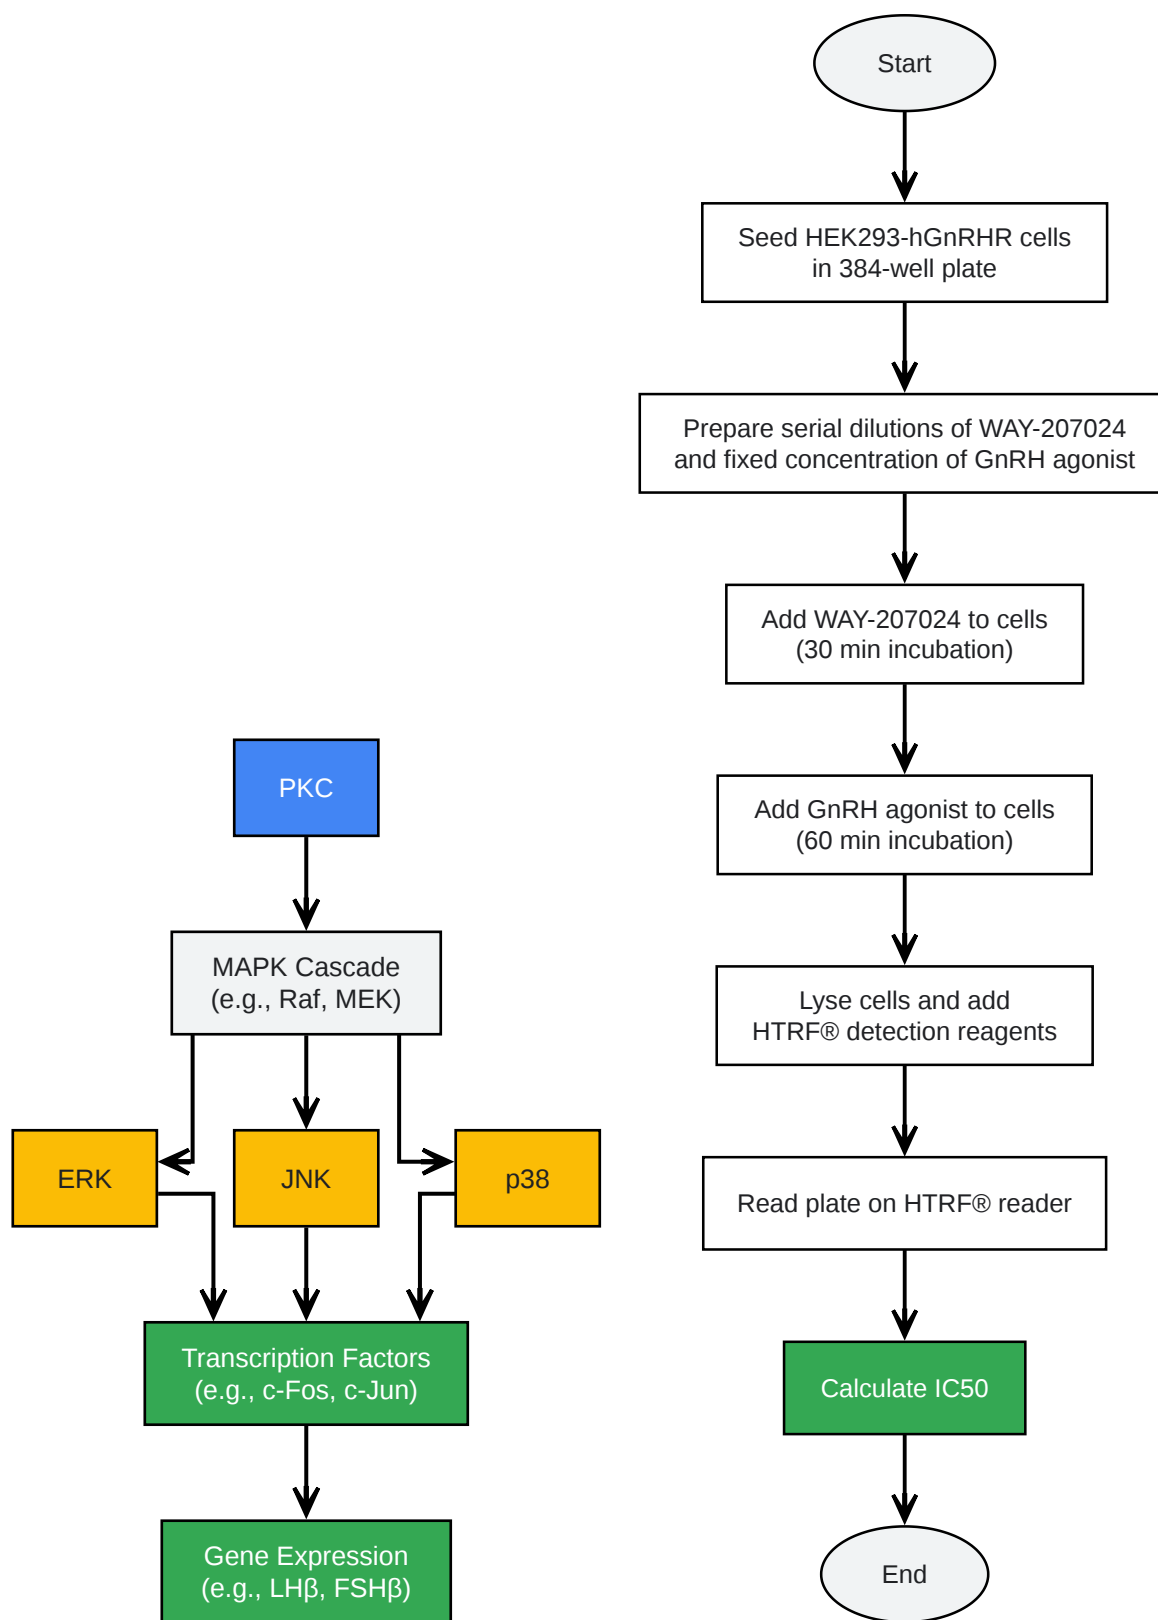 PKC
MAPK Cascade
(e.g., Raf, MEK)
ERK
JNK
p38
Transcription Factors
(e.g., c-Fos, c-Jun)
Gene Expression
(e.g., LHβ, FSHβ)
Start
Seed HEK293-hGnRHR cells
in 384-well plate
Prepare serial dilutions of WAY-207024
and fixed concentration of GnRH agonist
Add WAY-207024 to cells
(30 min incubation)
Add GnRH agonist to cells
(60 min incubation)
Lyse cells and add
HTRF® detection reagents
Read plate on HTRF® reader
Calculate IC50
End